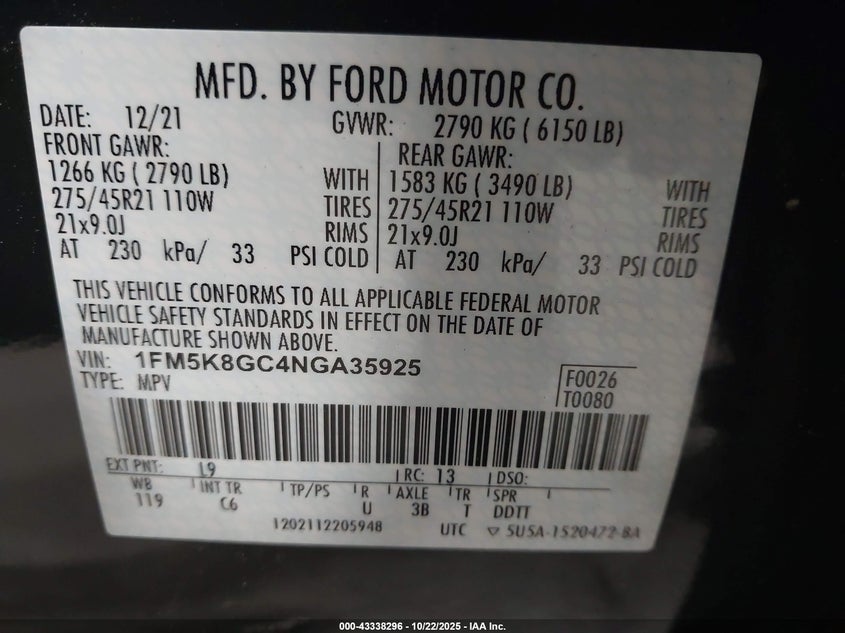 MFD. BY FORD MOTOR CO.
DATE: 12/21 GVWR: 2790 KG ( 6150 LB)
FRONT GAWR: REAR GAWR:
1266 KG ( 2790 LB) WITH 1583 KG ( 3490 LB) WITH
275/45R21 110W TIRES 275/45R21 110W TIRES
21x9.0J RIMS 21x9.0J RIMS
AT 230 kPa/ 33 PSI COLD AT 230 kPa/ 33 PSI COLD
THIS VEHICLE CONFORMS TO ALL APPLICABLE FEDERAL MOTOR
VEHICLE SAFETY STANDARDS IN EFFECT ON THE DATE OF
MANUFACTURE SHOWN ABOVE.
VIN: 1FM5K8GC4NGA35925
TYPE: MPV
F0026
T0080
EXT PNT: L9 RC: 13 DSO:
WB INT TR TP/PS R AXLE TR SPR
119 C6 U 3B T DDTT
1202112205948 UTC ▽ 5USA-1520472-BA
000-43338296 - 10/22/2025 - IAA Inc.